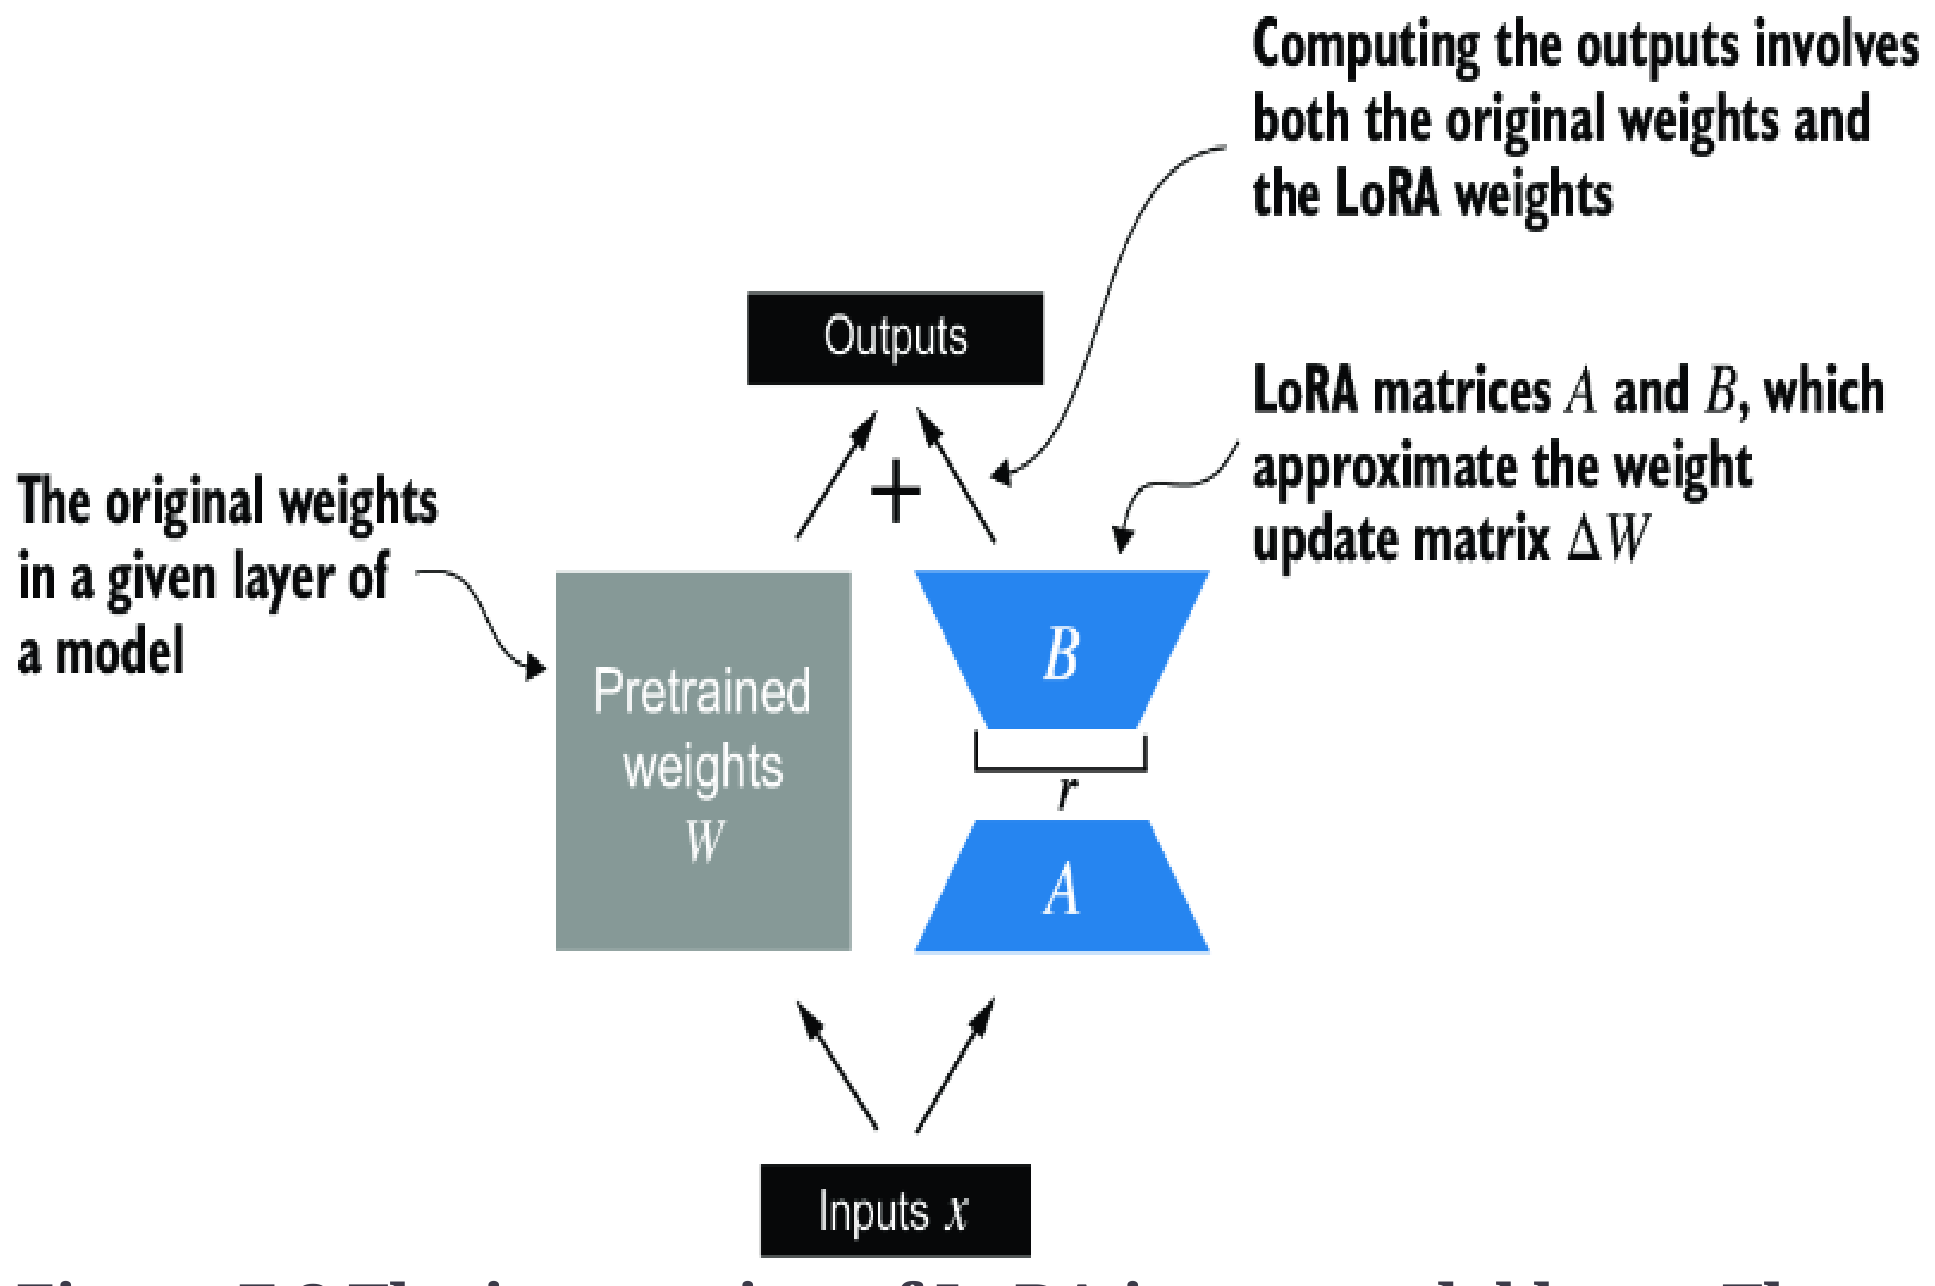 Computing the outputs involves
both the original weights and
the LoRA weights
Outputs
LoRA matrices A and B, which
approximate the weight
update matrix ΔW
+
The original weights
in a given layer of
a model
Pretrained
weights
W
B
r
A
Inputs x